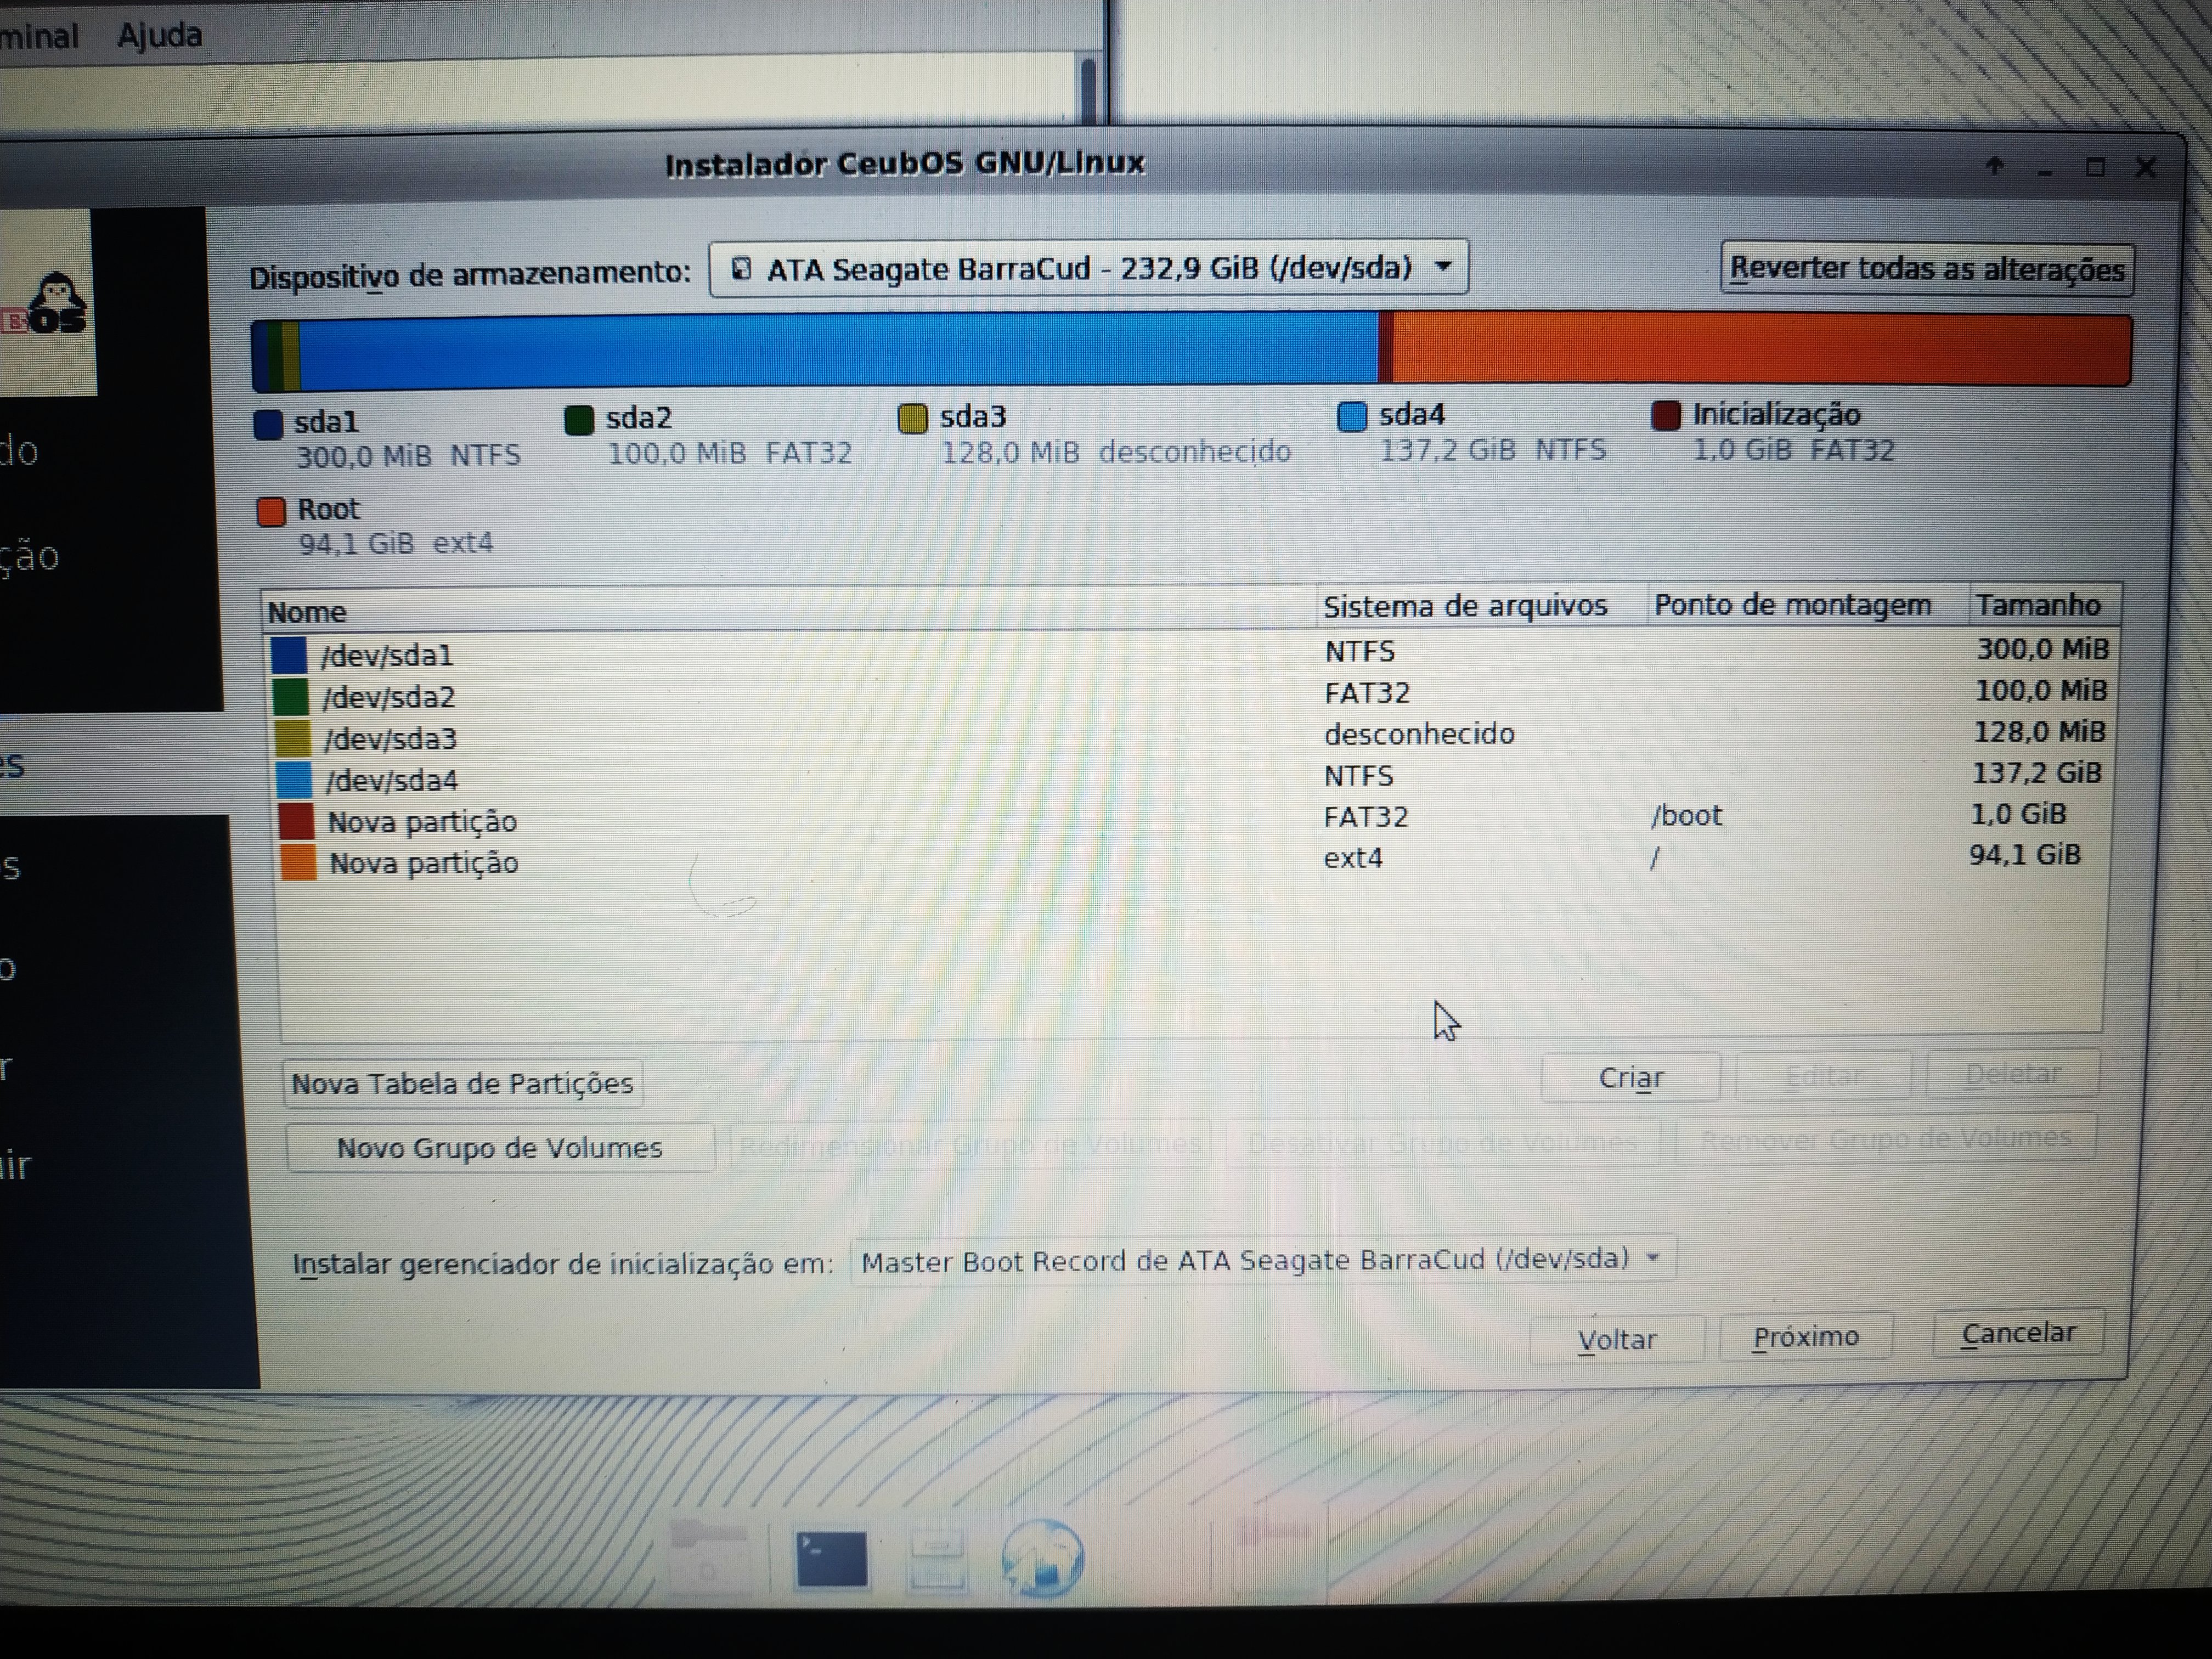 minal Ajuda
Instalador CeubOS GNU/Linux
BOS
Dispositivo de armazenamento: ATA Seagate BarraCud - 232,9 GiB (/dev/sda) Reverter todas as alterações
sda1 sda2 sda3 sda4 Inicialização
300,0 MiB NTFS 100,0 MiB FAT32 128,0 MiB desconhecido 137,2 GiB NTFS 1,0 GiB FAT32
do
Root
94,1 GiB ext4
ção
Nome Sistema de arquivos Ponto de montagem Tamanho
/dev/sda1 NTFS 300,0 MiB
/dev/sda2 FAT32 100,0 MiB
/dev/sda3 desconhecido 128,0 MiB
/dev/sda4 NTFS 137,2 GiB
es
Nova partição FAT32 /boot 1,0 GiB
Nova partição ext4 / 94,1 GiB
s
o
r
Nova Tabela de Partições Criar Editar Deletar
Novo Grupo de Volumes Redimensionar Grupo de Volumes Desativar Grupo de Volumes Remover Grupo de Volumes
uir
Instalar gerenciador de inicialização em: Master Boot Record de ATA Seagate BarraCud (/dev/sda)
Voltar Próximo Cancelar